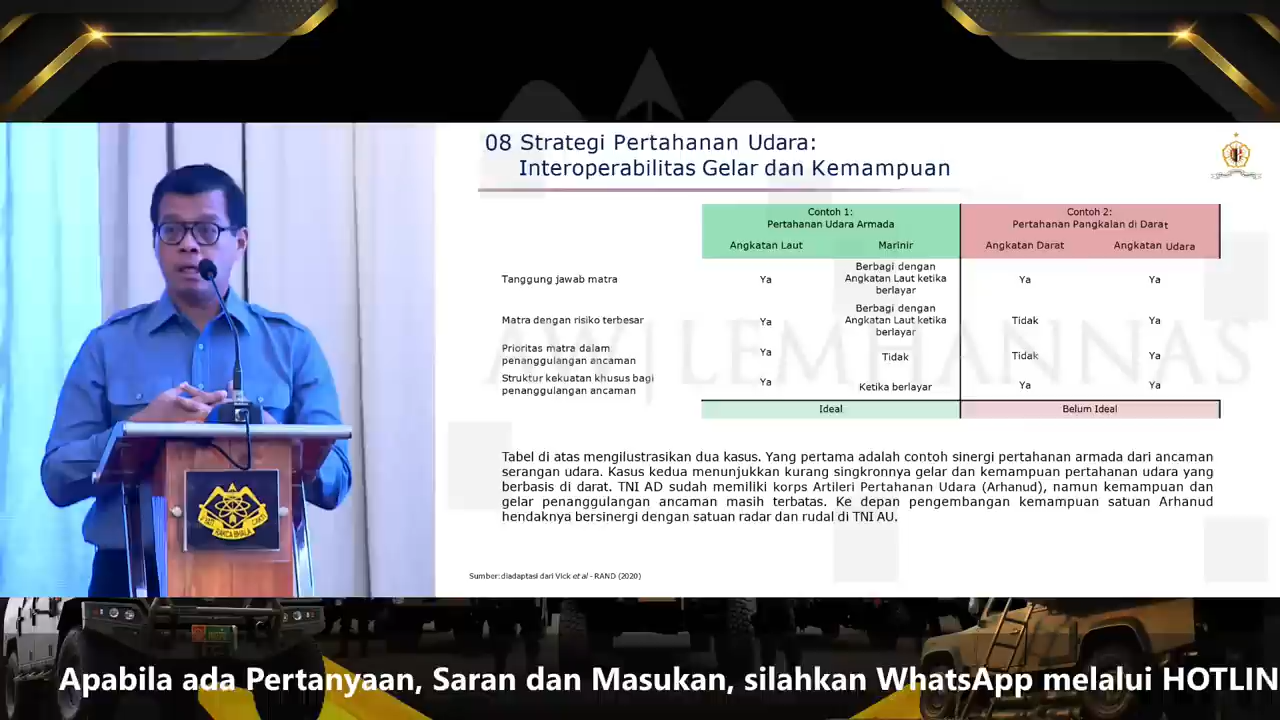 08 Strategi Pertahanan Udara:
Interoperabilitas Gelar dan Kemampuan
Contoh 1:
Pertahanan Udara Armada
Contoh 2:
Pertahanan Pangkalan di Darat
Angkatan Laut
Marinir
Angkatan Darat
Angkatan Udara
Tanggung jawab matra
Ya
Berbagi dengan
Angkatan Laut ketika
berlayar
Ya
Ya
Matra dengan risiko terbesar
Ya
Berbagi dengan
Angkatan Laut ketika
berlayar
Tidak
Ya
Prioritas matra dalam
penanggulangan ancaman
Ya
Tidak
Tidak
Ya
Struktur kekuatan khusus bagi
penanggulangan ancaman
Ya
Ketika berlayar
Ya
Ya
Ideal
Belum Ideal
LEMHANNAS
Tabel di atas mengilustrasikan dua kasus. Yang pertama adalah contoh sinergi pertahanan armada dari ancaman
serangan udara. Kasus kedua menunjukkan kurang singkronnya gelar dan kemampuan pertahanan udara yang
berbasis di darat. TNI AD sudah memiliki korps Artileri Pertahanan Udara (Arhanud), namun kemampuan dan
gelar penanggulangan ancaman masih terbatas. Ke depan pengembangan kemampuan satuan Arhanud
hendaknya bersinergi dengan satuan radar dan rudal di TNI AU.
Sumber: diadaptasi dari Vick et al - RAND (2020)
RAKCA BHALA
CAKTI
Apabila ada Pertanyaan, Saran dan Masukan, silahkan WhatsApp melalui HOTLIN